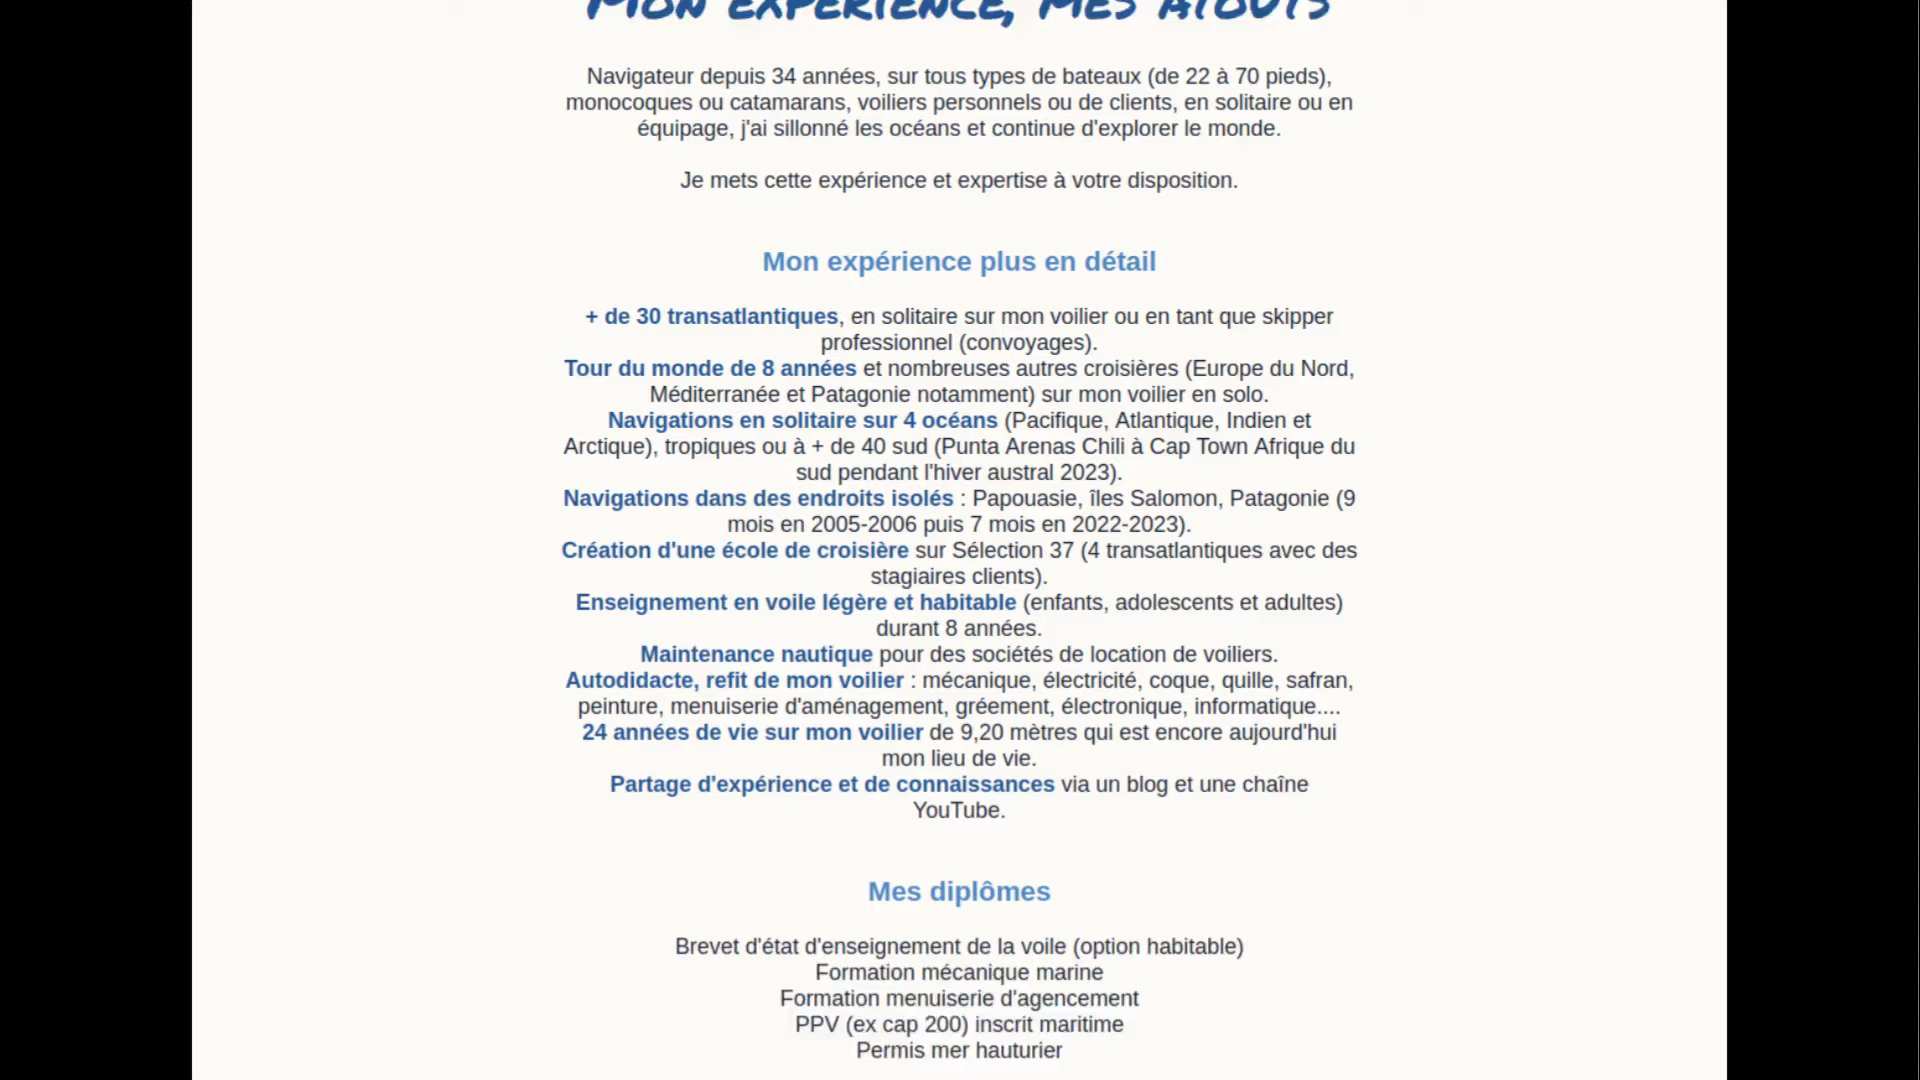 Mon expérience, mes atouts
Navigateur depuis 34 années, sur tous types de bateaux (de 22 à 70 pieds),
monocoques ou catamarans, voiliers personnels ou de clients, en solitaire ou en
équipage, j'ai sillonné les océans et continue d'explorer le monde.
Je mets cette expérience et expertise à votre disposition.
Mon expérience plus en détail
+ de 30 transatlantiques, en solitaire sur mon voilier ou en tant que skipper
professionnel (convoyages).
Tour du monde de 8 années et nombreuses autres croisières (Europe du Nord,
Méditerranée et Patagonie notamment) sur mon voilier en solo.
Navigations en solitaire sur 4 océans (Pacifique, Atlantique, Indien et
Arctique), tropiques ou à + de 40 sud (Punta Arenas Chili à Cap Town Afrique du
sud pendant l'hiver austral 2023).
Navigations dans des endroits isolés : Papouasie, îles Salomon, Patagonie (9
mois en 2005-2006 puis 7 mois en 2022-2023).
Création d'une école de croisière sur Sélection 37 (4 transatlantiques avec des
stagiaires clients).
Enseignement en voile légère et habitable (enfants, adolescents et adultes)
durant 8 années.
Maintenance nautique pour des sociétés de location de voiliers.
Autodidacte, refit de mon voilier : mécanique, électricité, coque, quille, safran,
peinture, menuiserie d'aménagement, gréement, électronique, informatique....
24 années de vie sur mon voilier de 9,20 mètres qui est encore aujourd'hui
mon lieu de vie.
Partage d'expérience et de connaissances via un blog et une chaîne
YouTube.
Mes diplômes
Brevet d'état d'enseignement de la voile (option habitable)
Formation mécanique marine
Formation menuiserie d'agencement
PPV (ex cap 200) inscrit maritime
Permis mer hauturier